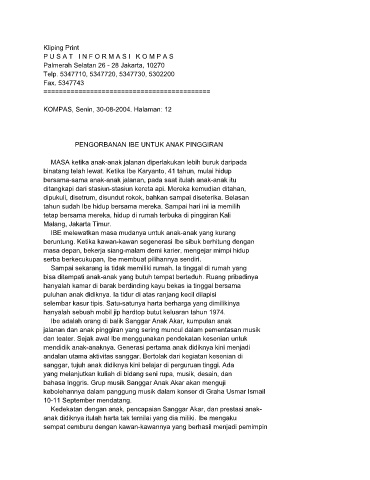 Kliping Print
P U S A T   I N F O R M A S I   K O M P A S
Palmerah Selatan 26 - 28 Jakarta, 10270
Telp. 5347710, 5347720, 5347730, 5302200
Fax. 5347743
=============================================
KOMPAS, Senin, 30-08-2004. Halaman: 12
PENGORBANAN IBE UNTUK ANAK PINGGIRAN
MASA ketika anak-anak jalanan diperlakukan lebih buruk daripada
binatang telah lewat. Ketika Ibe Karyanto, 41 tahun, mulai hidup
bersama-sama anak-anak jalanan, pada saat itulah anak-anak itu
ditangkapi dari stasiun-stasiun kereta api. Mereka kemudian ditahan,
dipukuli, disetrum, disundut rokok, bahkan sampai diseterika. Belasan
tahun sudah Ibe hidup bersama mereka. Sampai hari ini ia memilih
tetap bersama mereka, hidup di rumah terbuka di pinggiran Kali
Malang, Jakarta Timur.
IBE melewatkan masa mudanya untuk anak-anak yang kurang
beruntung. Ketika kawan-kawan segenerasi Ibe sibuk berhitung dengan
masa depan, bekerja siang-malam demi karier, mengejar mimpi hidup
serba berkecukupan, Ibe membuat pilihannya sendiri.
Sampai sekarang ia tidak memiliki rumah. Ia tinggal di rumah yang
bisa ditempati anak-anak yang butuh tempat berteduh. Ruang pribadinya
hanyalah kamar di barak berdinding kayu bekas ia tinggal bersama
puluhan anak didiknya. Ia tidur di atas ranjang kecil dilapisi
selembar kasur tipis. Satu-satunya harta berharga yang dimilikinya
hanyalah sebuah mobil jip hardtop butut keluaran tahun 1974.
Ibe adalah orang di balik Sanggar Anak Akar, kumpulan anak
jalanan dan anak pinggiran yang sering muncul dalam pementasan musik
dan teater. Sejak awal Ibe menggunakan pendekatan kesenian untuk
mendidik anak-anaknya. Generasi pertama anak didiknya kini menjadi
andalan utama aktivitas sanggar. Bertolak dari kegiatan kesenian di
sanggar, tujuh anak didiknya kini belajar di perguruan tinggi. Ada
yang melanjutkan kuliah di bidang seni rupa, musik, desain, dan
bahasa Inggris. Grup musik Sanggar Anak Akar akan menguji
kebolehannya dalam panggung musik dalam konser di Graha Usmar Ismail
10-11 September mendatang.
Kedekatan dengan anak, pencapaian Sanggar Akar, dan prestasi anak-
anak didiknya itulah harta tak ternilai yang dia miliki. Ibe mengaku
sempat cemburu dengan kawan-kawannya yang berhasil menjadi pemimpin